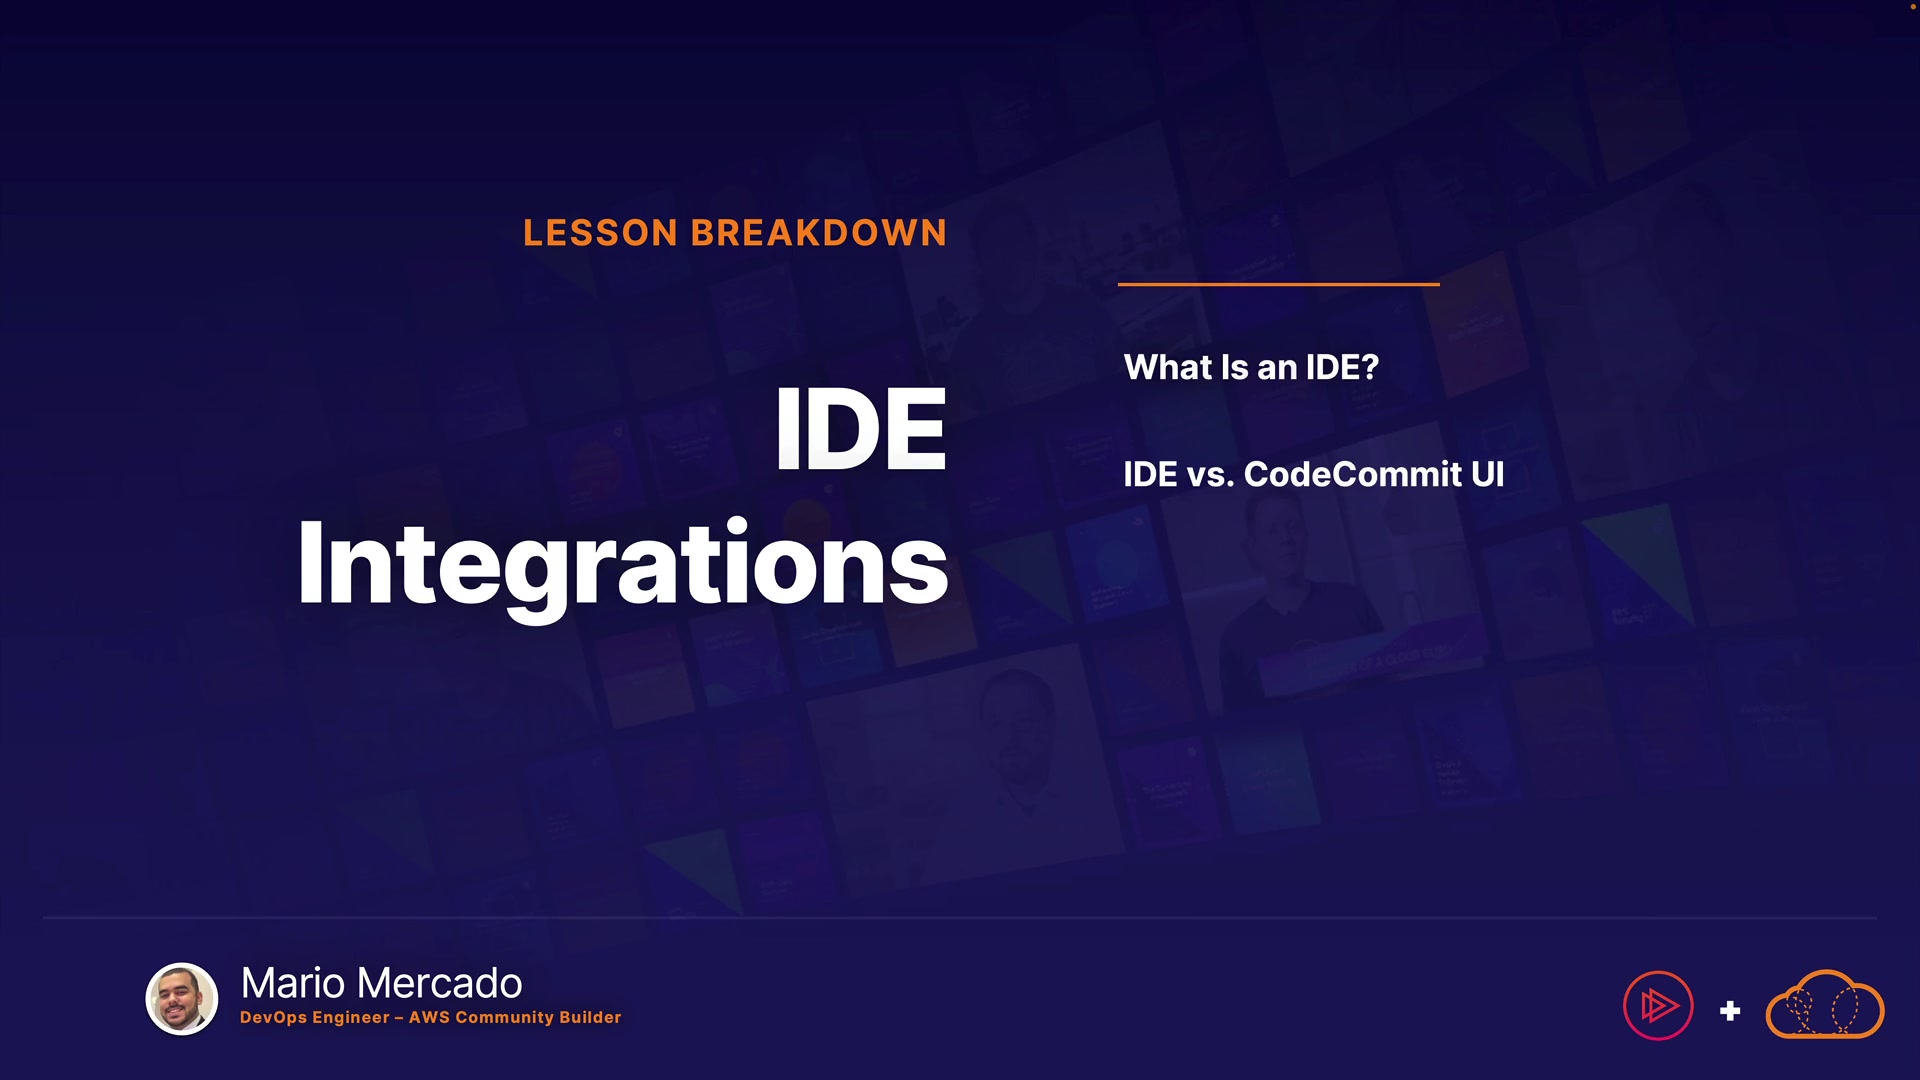 LESSON BREAKDOWN
IDE
Integrations
What Is an IDE?
IDE vs. CodeCommit UI
Mario Mercado
DevOps Engineer – AWS Community Builder
+